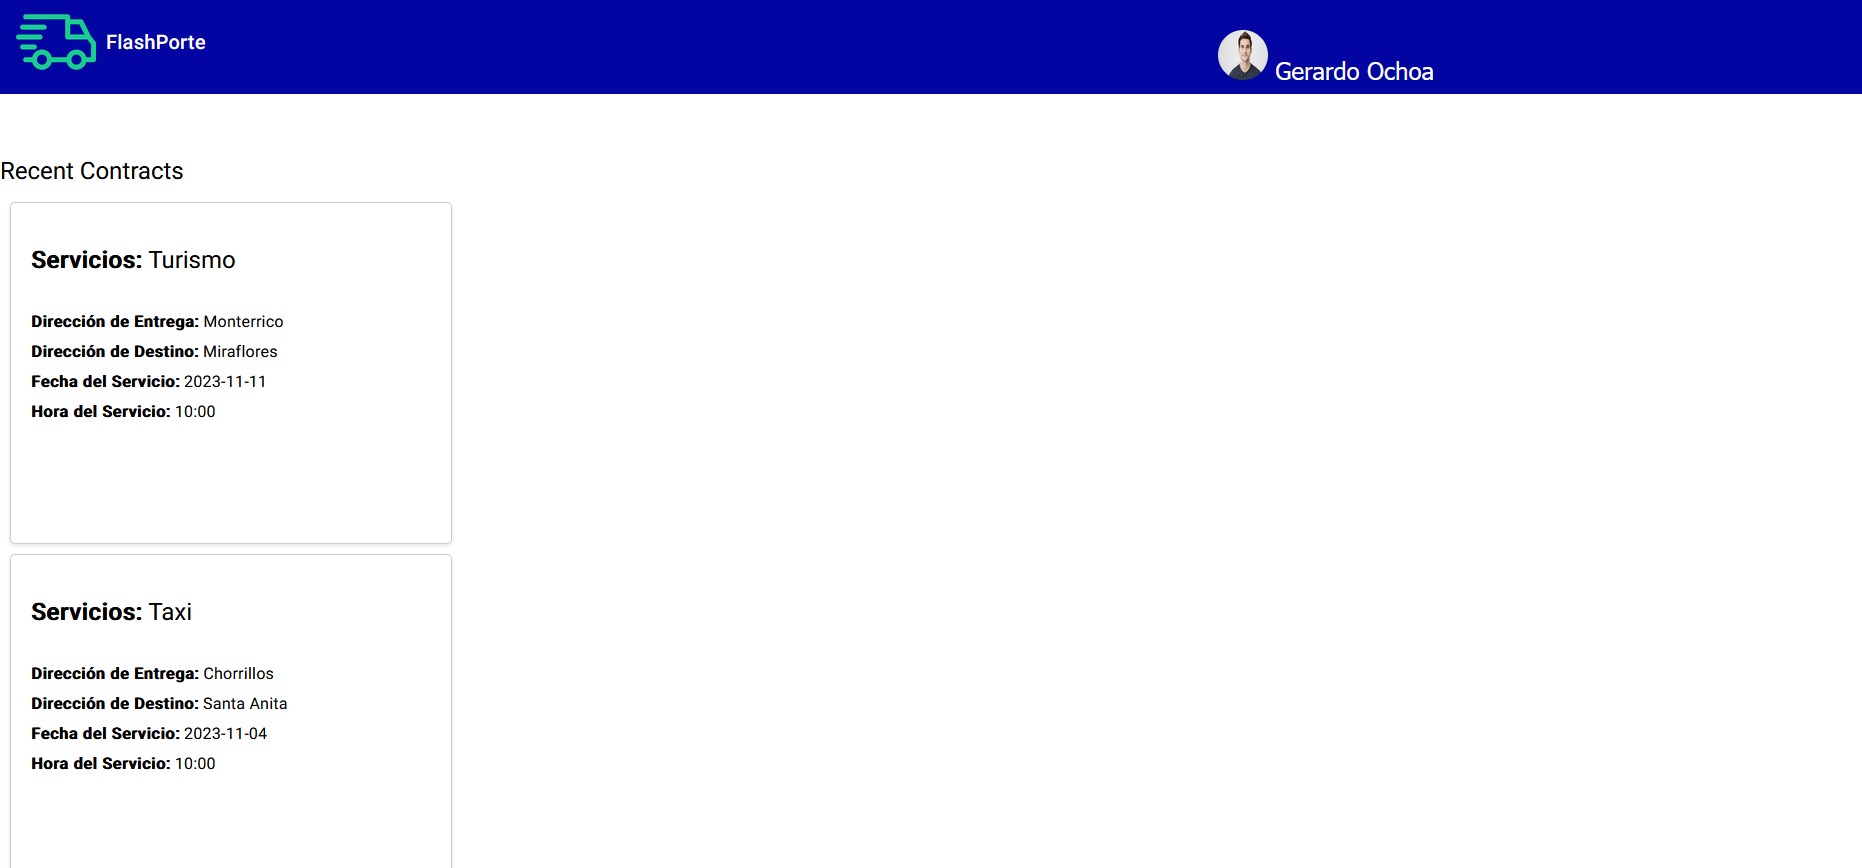 FlashPorte
Gerardo Ochoa
Recent Contracts
Servicios: Turismo
Dirección de Entrega: Monterrico
Dirección de Destino: Miraflores
Fecha del Servicio: 2023-11-11
Hora del Servicio: 10:00
Servicios: Taxi
Dirección de Entrega: Chorrillos
Dirección de Destino: Santa Anita
Fecha del Servicio: 2023-11-04
Hora del Servicio: 10:00